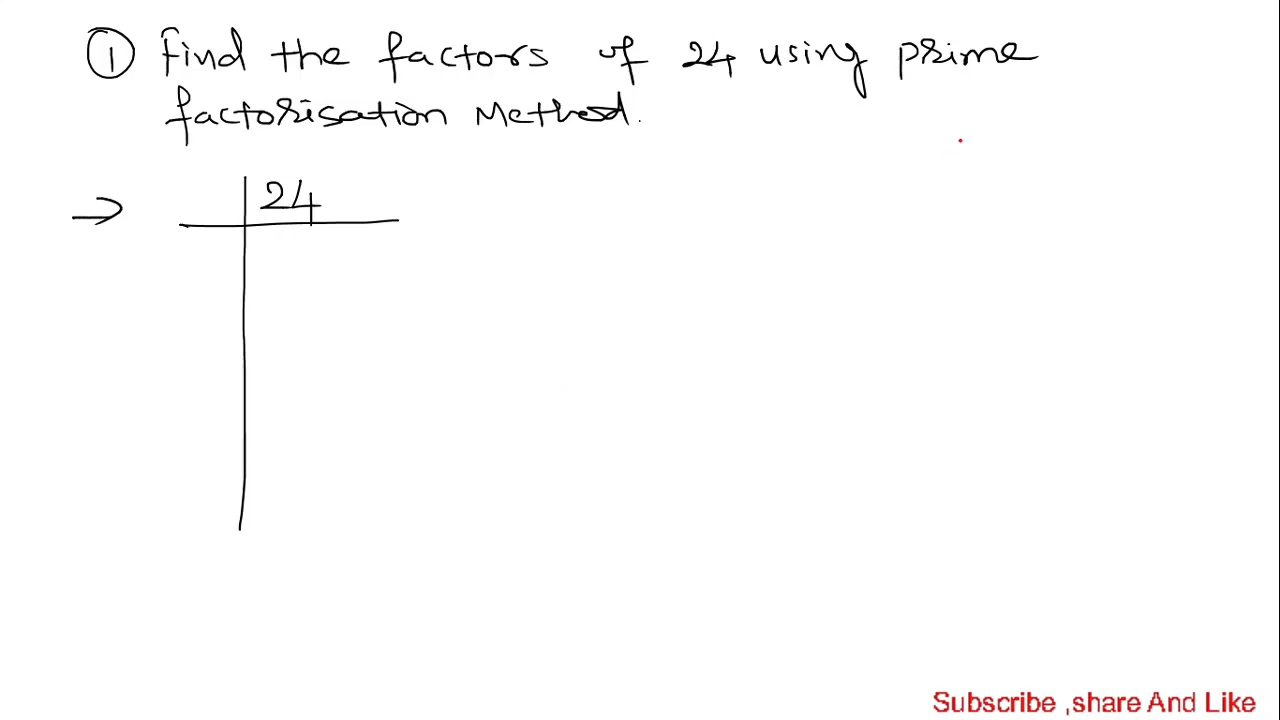 ① Find the factors of 24 using prime
factorisation Method.
→ 24
Subscribe ,share And Like